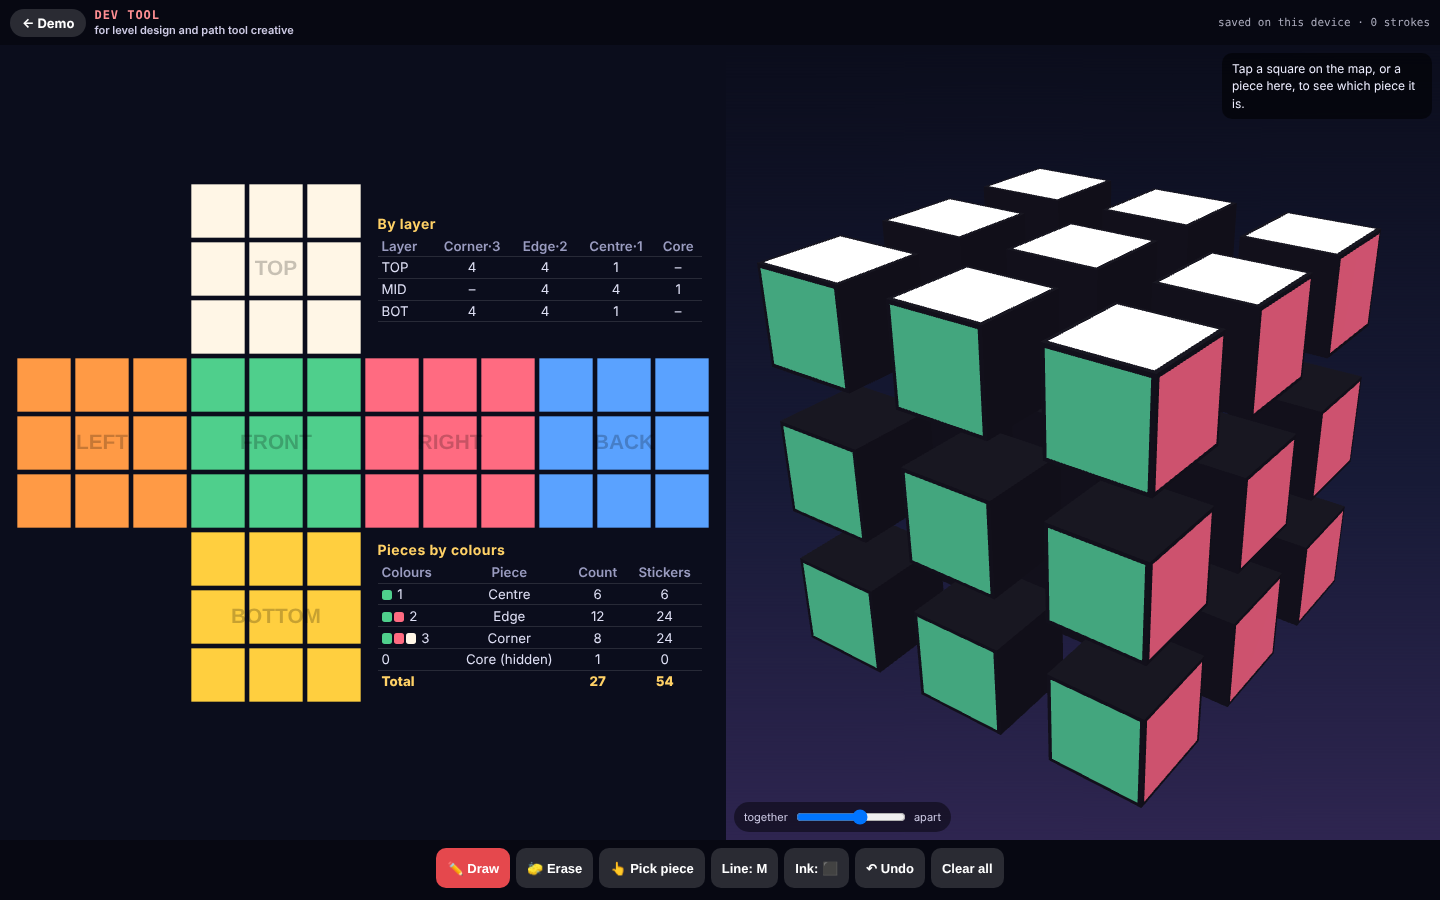 ← Demo
DEV TOOL
for level design and path tool creative
saved on this device · 0 strokes
Tap a square on the map, or a
piece here, to see which piece it
is.
TOP
By layer
Layer Corner·3 Edge·2 Centre·1 Core
TOP 4 4 1 –
MID – 4 4 1
BOT 4 4 1 –
LEFT FRONT RIGHT BACK
BOTTOM
Pieces by colours
Colours Piece Count Stickers
1 Centre 6 6
2 Edge 12 24
3 Corner 8 24
0 Core (hidden) 1 0
Total 27 54
together apart
✏️ Draw 🧽 Erase 👆 Pick piece Line: M Ink: ⬛ ↶ Undo Clear all